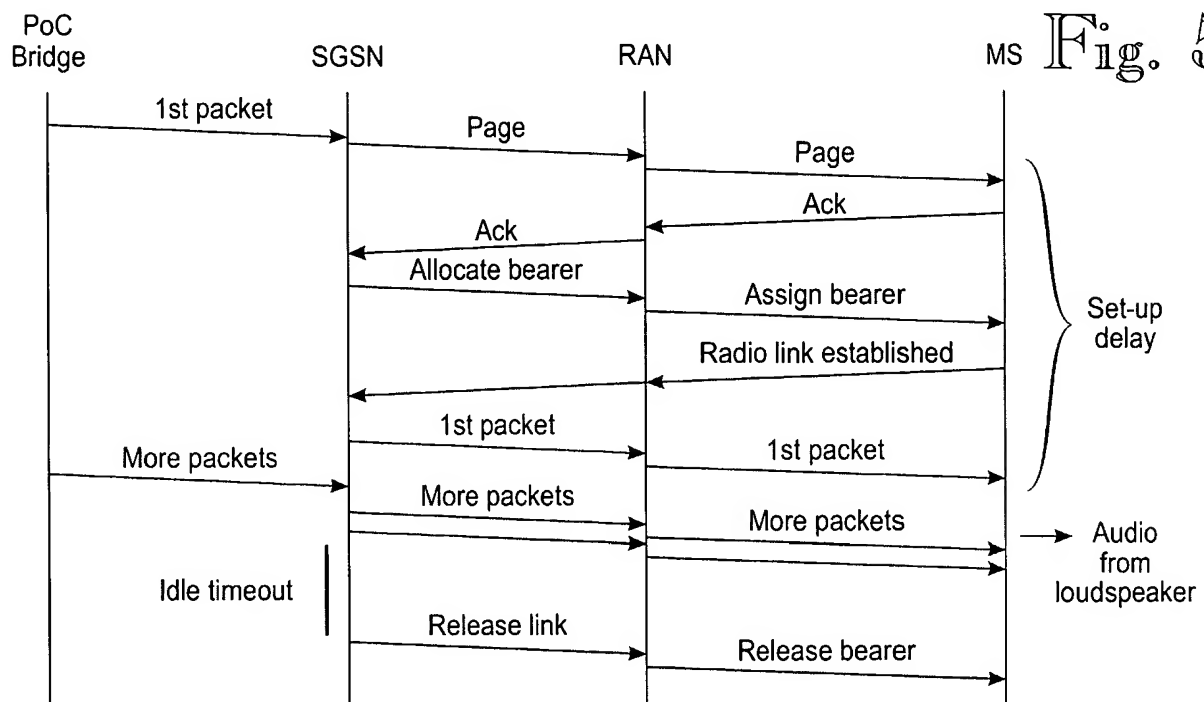 PoC
Bridge
SGSN
RAN
MS
Fig. 5
1st packet
Page
Page
Ack
Ack
Allocate bearer
Assign bearer
Set-up
delay
Radio link established
1st packet
1st packet
More packets
More packets
More packets
Audio
from
loudspeaker
Idle timeout
Release link
Release bearer